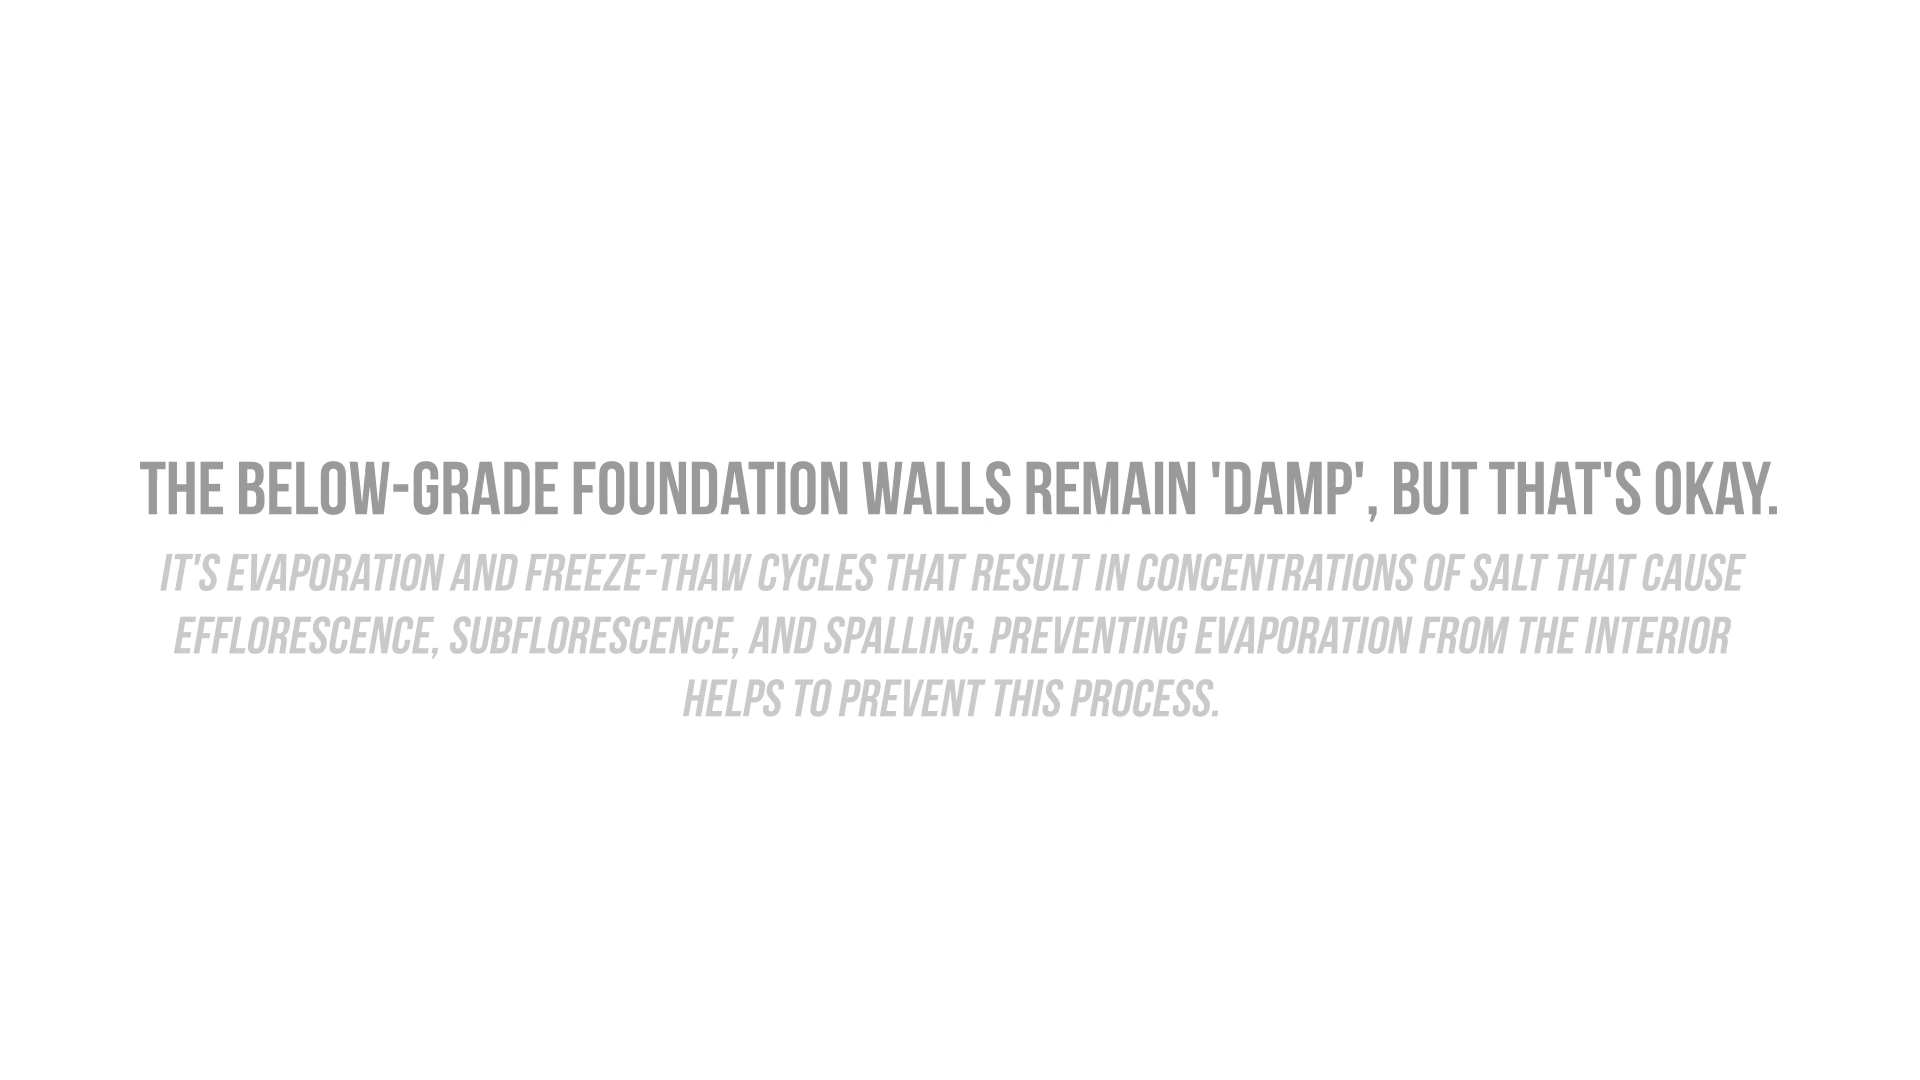 THE BELOW-GRADE FOUNDATION WALLS REMAIN 'DAMP', BUT THAT'S OKAY.
IT'S EVAPORATION AND FREEZE-THAW CYCLES THAT RESULT IN CONCENTRATIONS OF SALT THAT CAUSE
EFFLORESCENCE, SUBFLORESCENCE, AND SPALLING. PREVENTING EVAPORATION FROM THE INTERIOR
HELPS TO PREVENT THIS PROCESS.